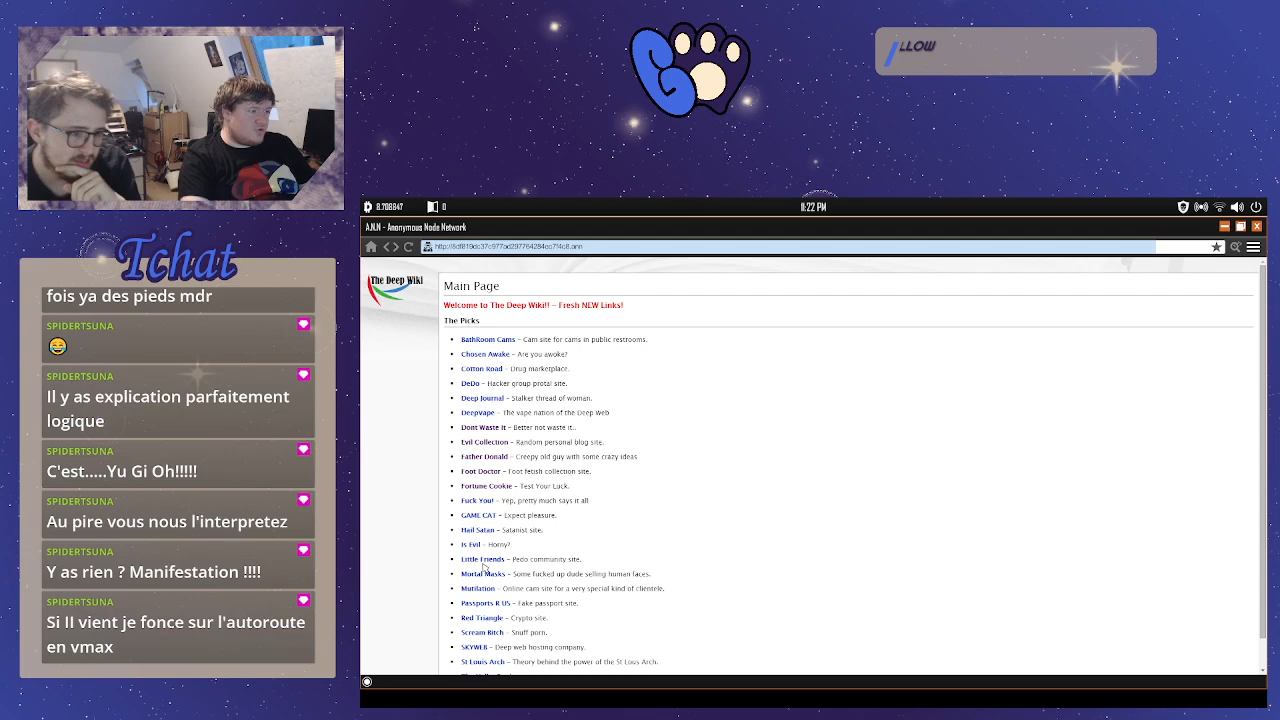 LLOW
8.708647
0
11:22 PM
A.N.N - Anonymous Node Network
The Deep Wiki
Main Page
Welcome to The Deep Wiki!! - Fresh NEW Links!
The Picks
BathRoom Cams - Cam site for cams in public restrooms.
Chosen Awake - Are you awoke?
Cotton Road - Drug marketplace.
DeDo - Hacker group protal site.
Deep Journal - Stalker thread of woman.
DeepVape - The vape nation of the Deep Web
Dont Waste It - Better not waste it..
Evil Collection - Random personal blog site.
Father Donald - Creepy old guy with some crazy ideas
Foot Doctor - Foot fetish collection site.
Fortune Cookie - Test Your Luck.
Fuck You! - Yep, pretty much says it all
GAME CAT - Expect pleasure.
Hail Satan - Satanist site.
Is Evil - Horny?
Little Friends - Pedo community site.
Mortal Masks - Some fucked up dude selling human faces.
Mutilation - Online cam site for a very special kind of clientele.
Passports R US - Fake passport site.
Red Triangle - Crypto site.
Scream Bitch - Snuff porn.
SKYWEB - Deep web hosting company.
St Louis Arch - Theory behind the power of the St Lous Arch.
Tchat
fois ya des pieds mdr
SPIDERTSUNA
😂
SPIDERTSUNA
Il y as explication parfaitement
logique
SPIDERTSUNA
C'est.....Yu Gi Oh!!!!!
SPIDERTSUNA
Au pire vous nous l'interpretez
SPIDERTSUNA
Y as rien ? Manifestation !!!!
SPIDERTSUNA
Si Il vient je fonce sur l'autoroute
en vmax